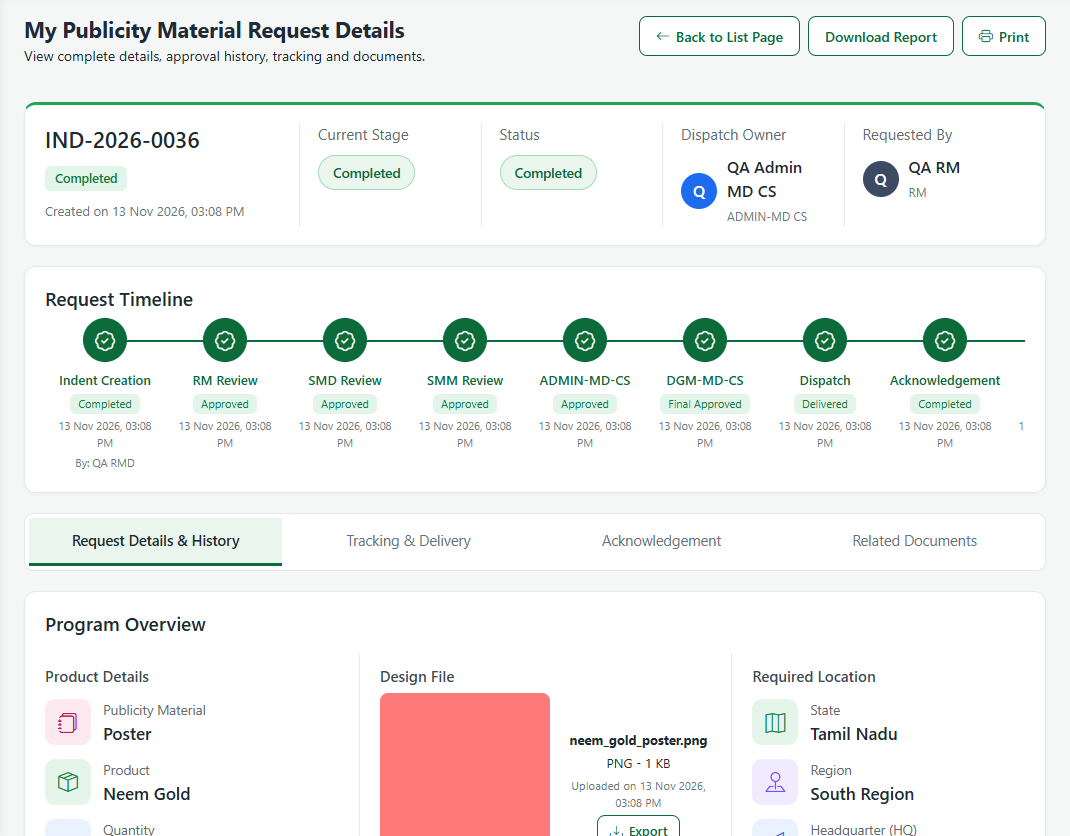 My Publicity Material Request Details
View complete details, approval history, tracking and documents.
Back to List Page
Download Report
Print
IND-2026-0036
Completed
Created on 13 Nov 2026, 03:08 PM
Current Stage
Completed
Status
Completed
Dispatch Owner
Q
QA Admin
MD CS
ADMIN-MD CS
Requested By
Q
QA RM
RM
Request Timeline
Indent Creation
Completed
13 Nov 2026, 03:08
PM
By: QA RMD
RM Review
Approved
13 Nov 2026, 03:08
PM
SMD Review
Approved
13 Nov 2026, 03:08
PM
SMM Review
Approved
13 Nov 2026, 03:08
PM
ADMIN-MD-CS
Approved
13 Nov 2026, 03:08
PM
DGM-MD-CS
Final Approved
13 Nov 2026, 03:08
PM
Dispatch
Delivered
13 Nov 2026, 03:08
PM
Acknowledgement
Completed
13 Nov 2026, 03:08
PM
1
Request Details & History
Tracking & Delivery
Acknowledgement
Related Documents
Program Overview
Product Details
Publicity Material
Poster
Product
Neem Gold
Quantity
Design File
neem_gold_poster.png
PNG - 1 KB
Uploaded on 13 Nov 2026,
03:08 PM
Export
Required Location
State
Tamil Nadu
Region
South Region
Headquarter (HQ)